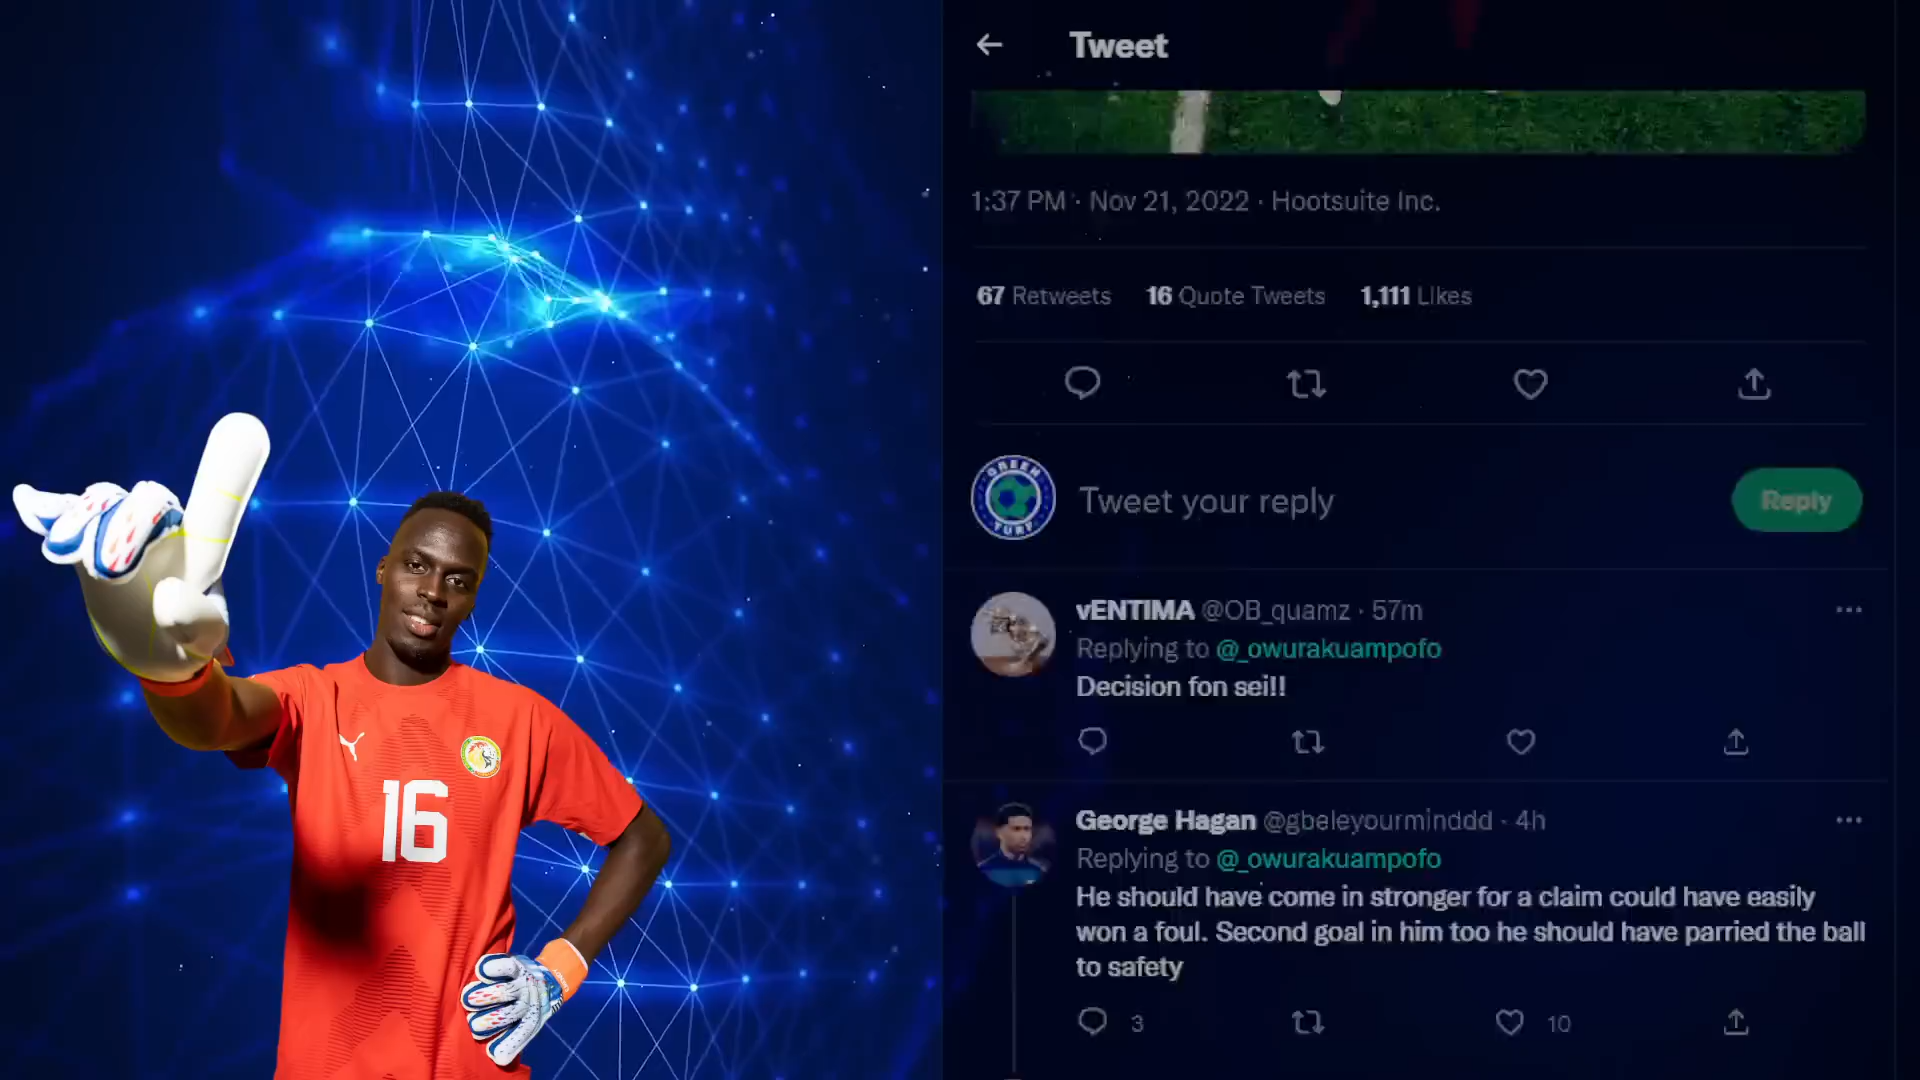 Tweet
1:37 PM · Nov 21, 2022 · Hootsuite Inc.
67 Retweets 16 Quote Tweets 1,111 Likes
GREEN
TURF
Tweet your reply
Reply
vENTIMA @OB_quamz · 57m
Replying to @_owurakuampofo
Decision fon sei!!
George Hagan @gbeleyourminddd · 4h
Replying to @_owurakuampofo
He should have come in stronger for a claim could have easily
won a foul. Second goal in him too he should have parried the ball
to safety
3
10
16